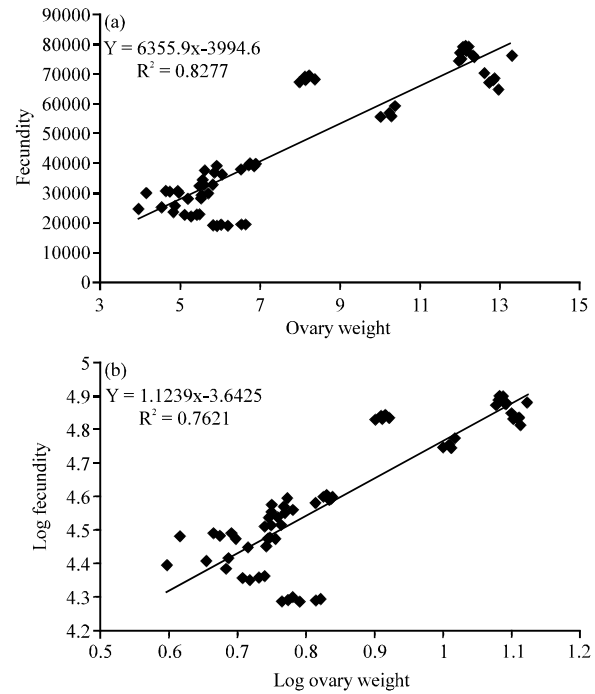 (a)
Y = 6355.9x-3994.6
R² = 0.8277
Fecundity
90000
80000
70000
60000
50000
40000
30000
20000
10000
0
3 5 7 9 11 13 15
Ovary weight
(b)
Y = 1.1239x-3.6425
R² = 0.7621
Log fecundity
5
4.9
4.8
4.7
4.6
4.5
4.4
4.3
4.2
0.5 0.6 0.7 0.8 0.9 1 1.1 1.2
Log ovary weight